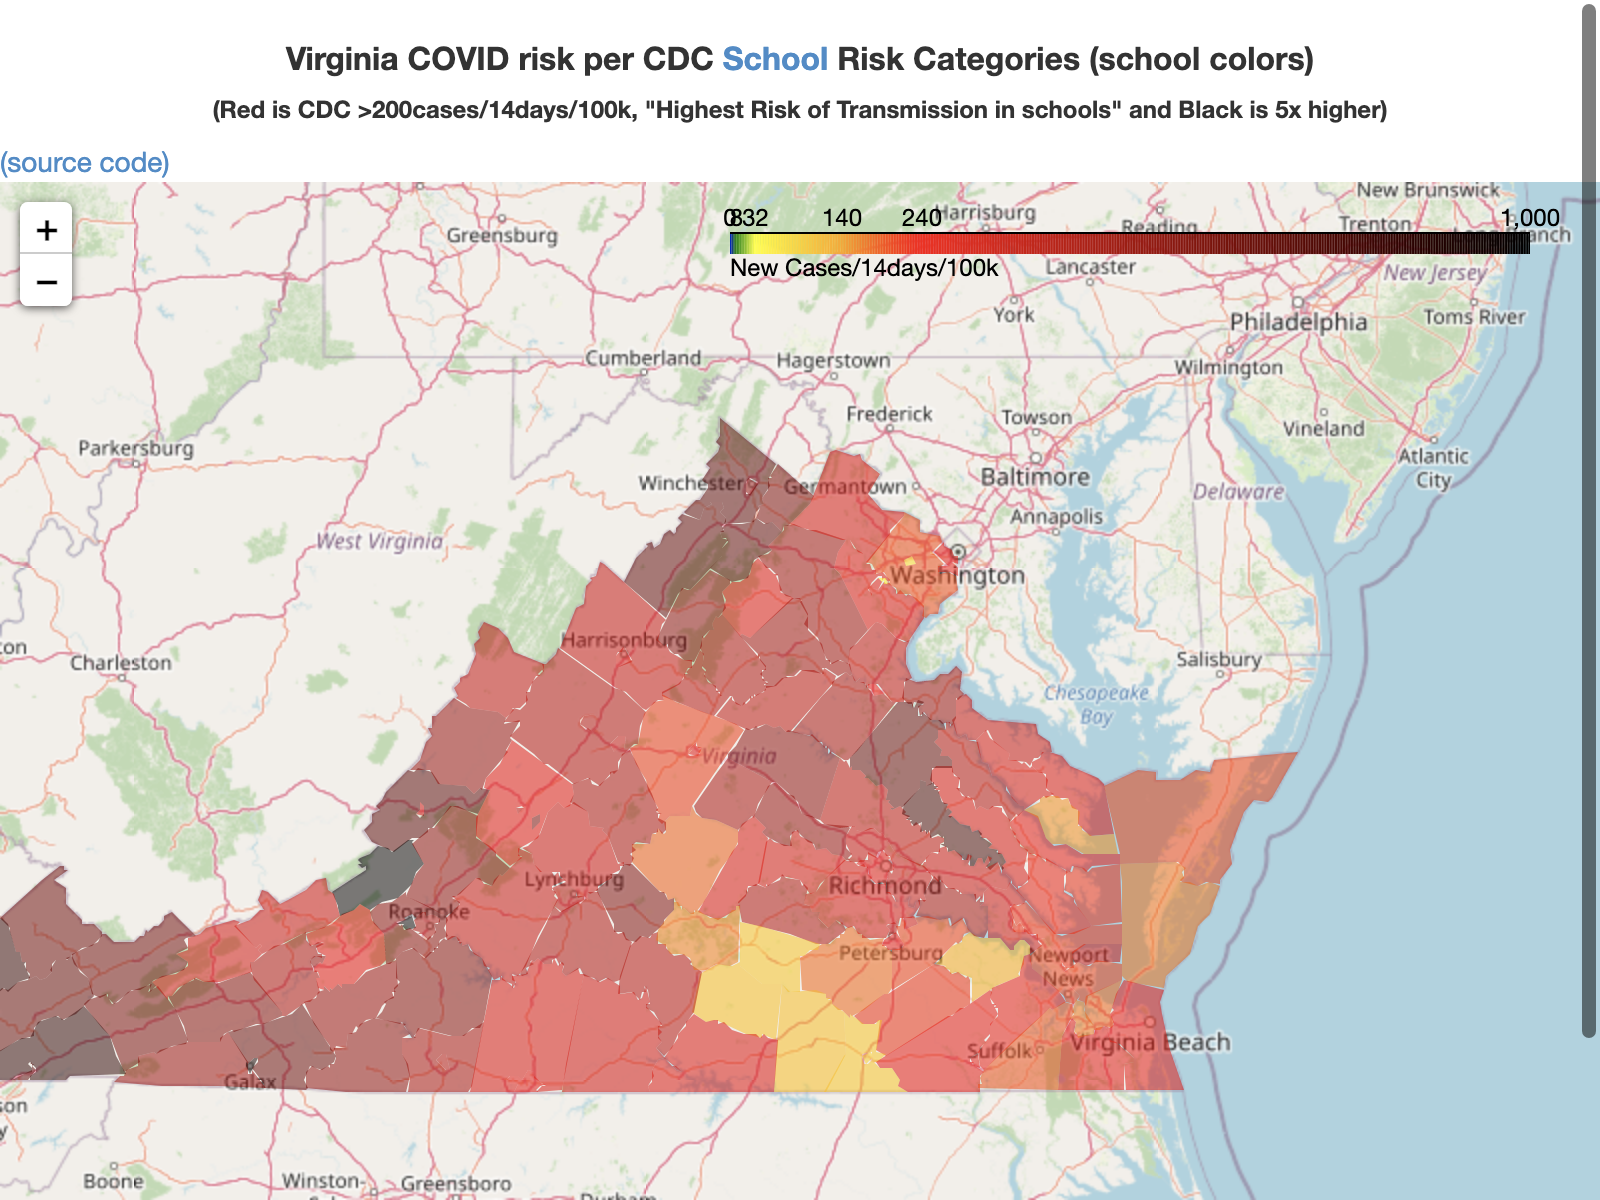 Virginia COVID risk per CDC School Risk Categories (school colors)
(Red is CDC >200cases/14days/100k, "Highest Risk of Transmission in schools" and Black is 5x higher)
(source code)
+
−
New Brunswick
0 8 32 140 240 1,000
Harrisburg
Reading
Trenton
Greensburg
New Cases/14days/100k
Lancaster
New Jersey
York
Philadelphia
Toms River
Cumberland
Hagerstown
Wilmington
Frederick
Towson
Vineland
Parkersburg
Atlantic
City
Winchester
Germantown
Baltimore
Delaware
Annapolis
West Virginia
Washington
Harrisonburg
Charleston
Salisbury
Chesapeake
Bay
Virginia
Lynchburg
Richmond
Roanoke
Petersburg
Newport
News
Virginia Beach
Suffolk
Galax
Boone
Winston-
Greensboro